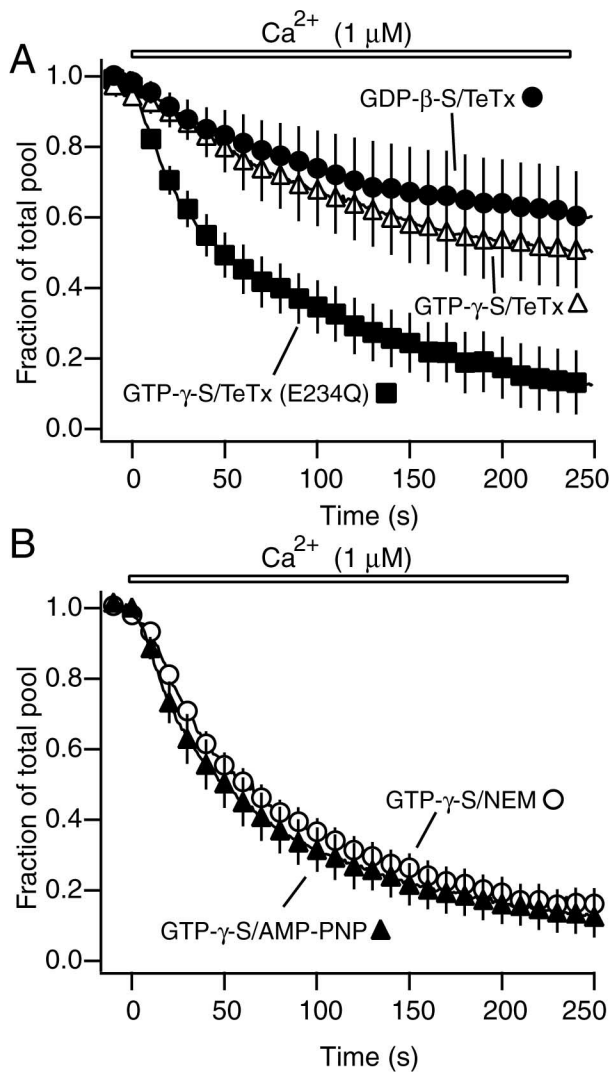 A
Ca2+ (1 μM)
1.0
0.8
0.6
0.4
0.2
0.0
Fraction of total pool
GDP-β-S/TeTx
GTP-γ-S/TeTx
GTP-γ-S/TeTx (E234Q)
0 50 100 150 200 250
Time (s)
B
Ca2+ (1 μM)
1.0
0.8
0.6
0.4
0.2
0.0
Fraction of total pool
GTP-γ-S/NEM
GTP-γ-S/AMP-PNP
0 50 100 150 200 250
Time (s)